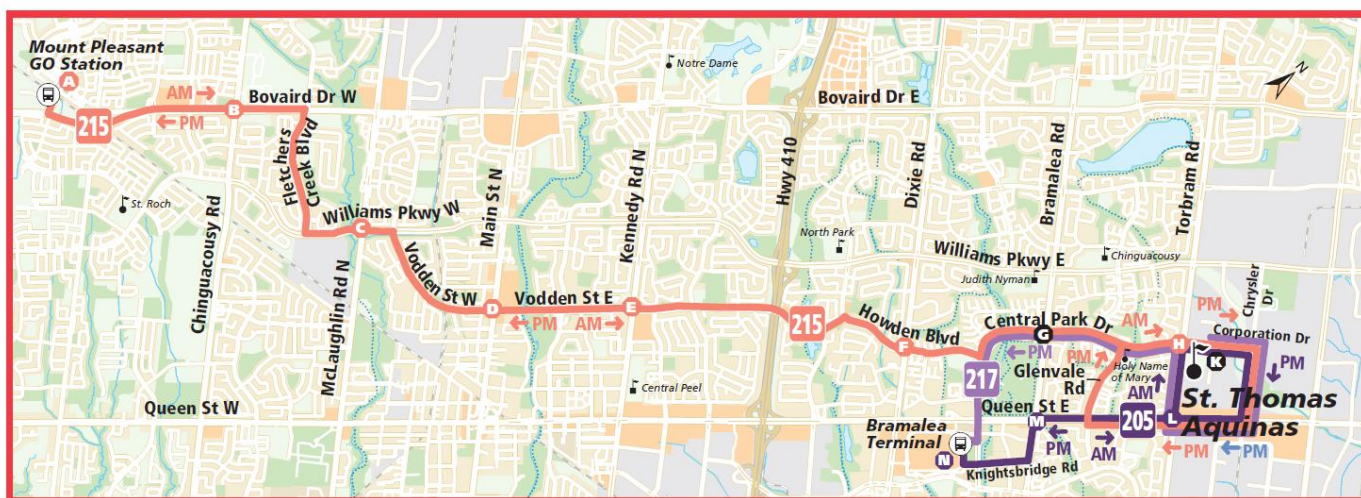 Mount Pleasant
GO Station
A
AM →
← PM
215
B
Bovaird Dr W
Notre Dame
Bovaird Dr E
N
Fletchers
Creek Blvd
St. Roch
Chinguacousy Rd
McLaughlin Rd N
Williams Pkwy W
C
Main St N
Kennedy Rd N
Hwy 410
Dixie Rd
Bramalea Rd
Torbram Rd
North Park
Williams Pkwy E
Chinguacousy
Judith Nyman
Vodden St W
D
Vodden St E
← PM
AM →
E
215
Howden Blvd
F
Central Park Dr
G
← PM
PM →
AM →
H
PM →
Chrysler
Dr
Corporation Dr
K
PM
217
Glenvale
Rd
Holy Name
of Mary
AM
St. Thomas
Aquinas
Central Peel
Queen St W
Queen St E
205
L
M
← PM
AM →
← PM
← PM
Bramalea
Terminal
N
Knightsbridge Rd